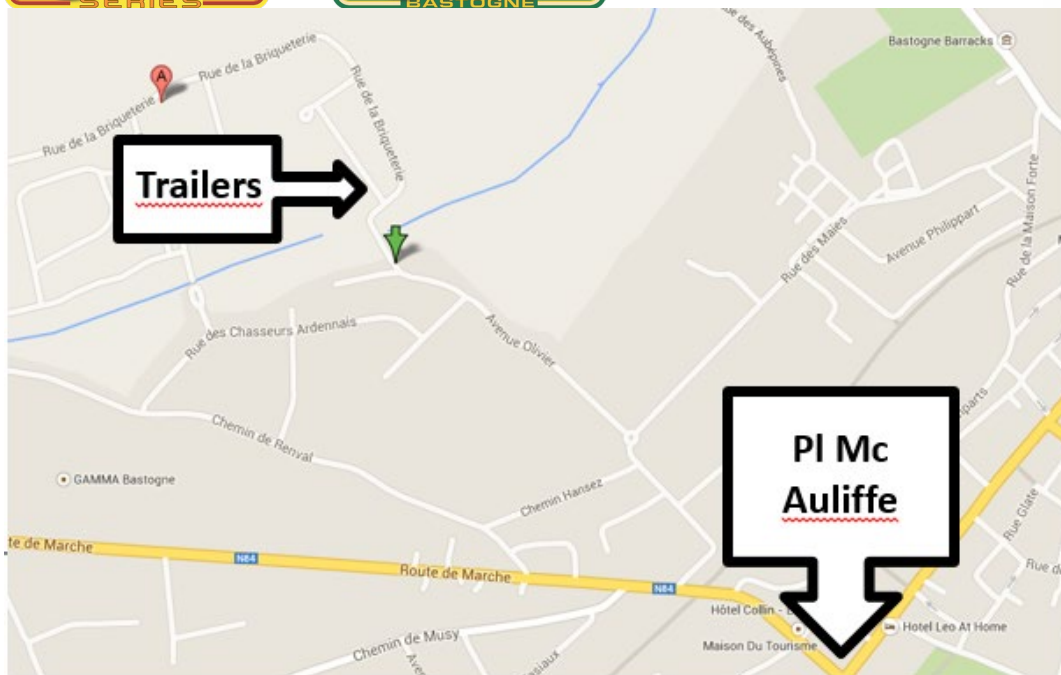 SERIES
BASTOGNE
Rue des Aubépines
Bastogne Barracks
A
Rue de la Briqueterie
Rue de la Briqueterie
Rue de la Briqueterie
Trailers
Rue de la Maison Forte
Avenue Philippart
Rue des Maies
Rue des Chasseurs Ardennais
Avenue Olivier
Chemin de Renval
Pl Mc
Auliffe
GAMMA Bastogne
Chemin Hansez
Rue Glate
te de Marche
N84
Route de Marche
N84
Hôtel Collin -
Hotel Leo At Home
Maison Du Tourisme
Chemin de Musy